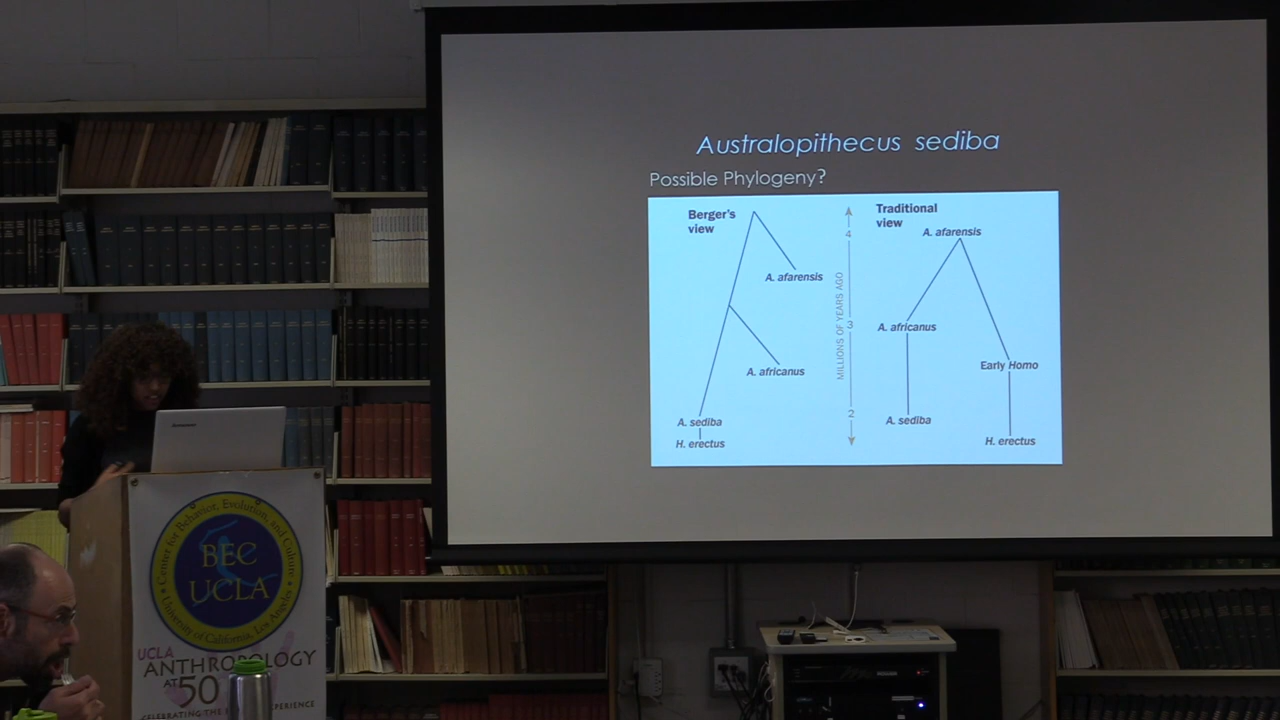 Australopithecus sediba
Possible Phylogeny?
Berger's
view
A. afarensis
A. africanus
A. sediba
H. erectus
4
3
2
MILLIONS OF YEARS AGO
Traditional
view
A. afarensis
A. africanus
Early Homo
A. sediba
H. erectus
Center for Behavior, Evolution, and Culture
BEC
UCLA
University of California, Los Angeles
UCLA
ANTHROPOLOGY
AT 50
CELEBRATING THE